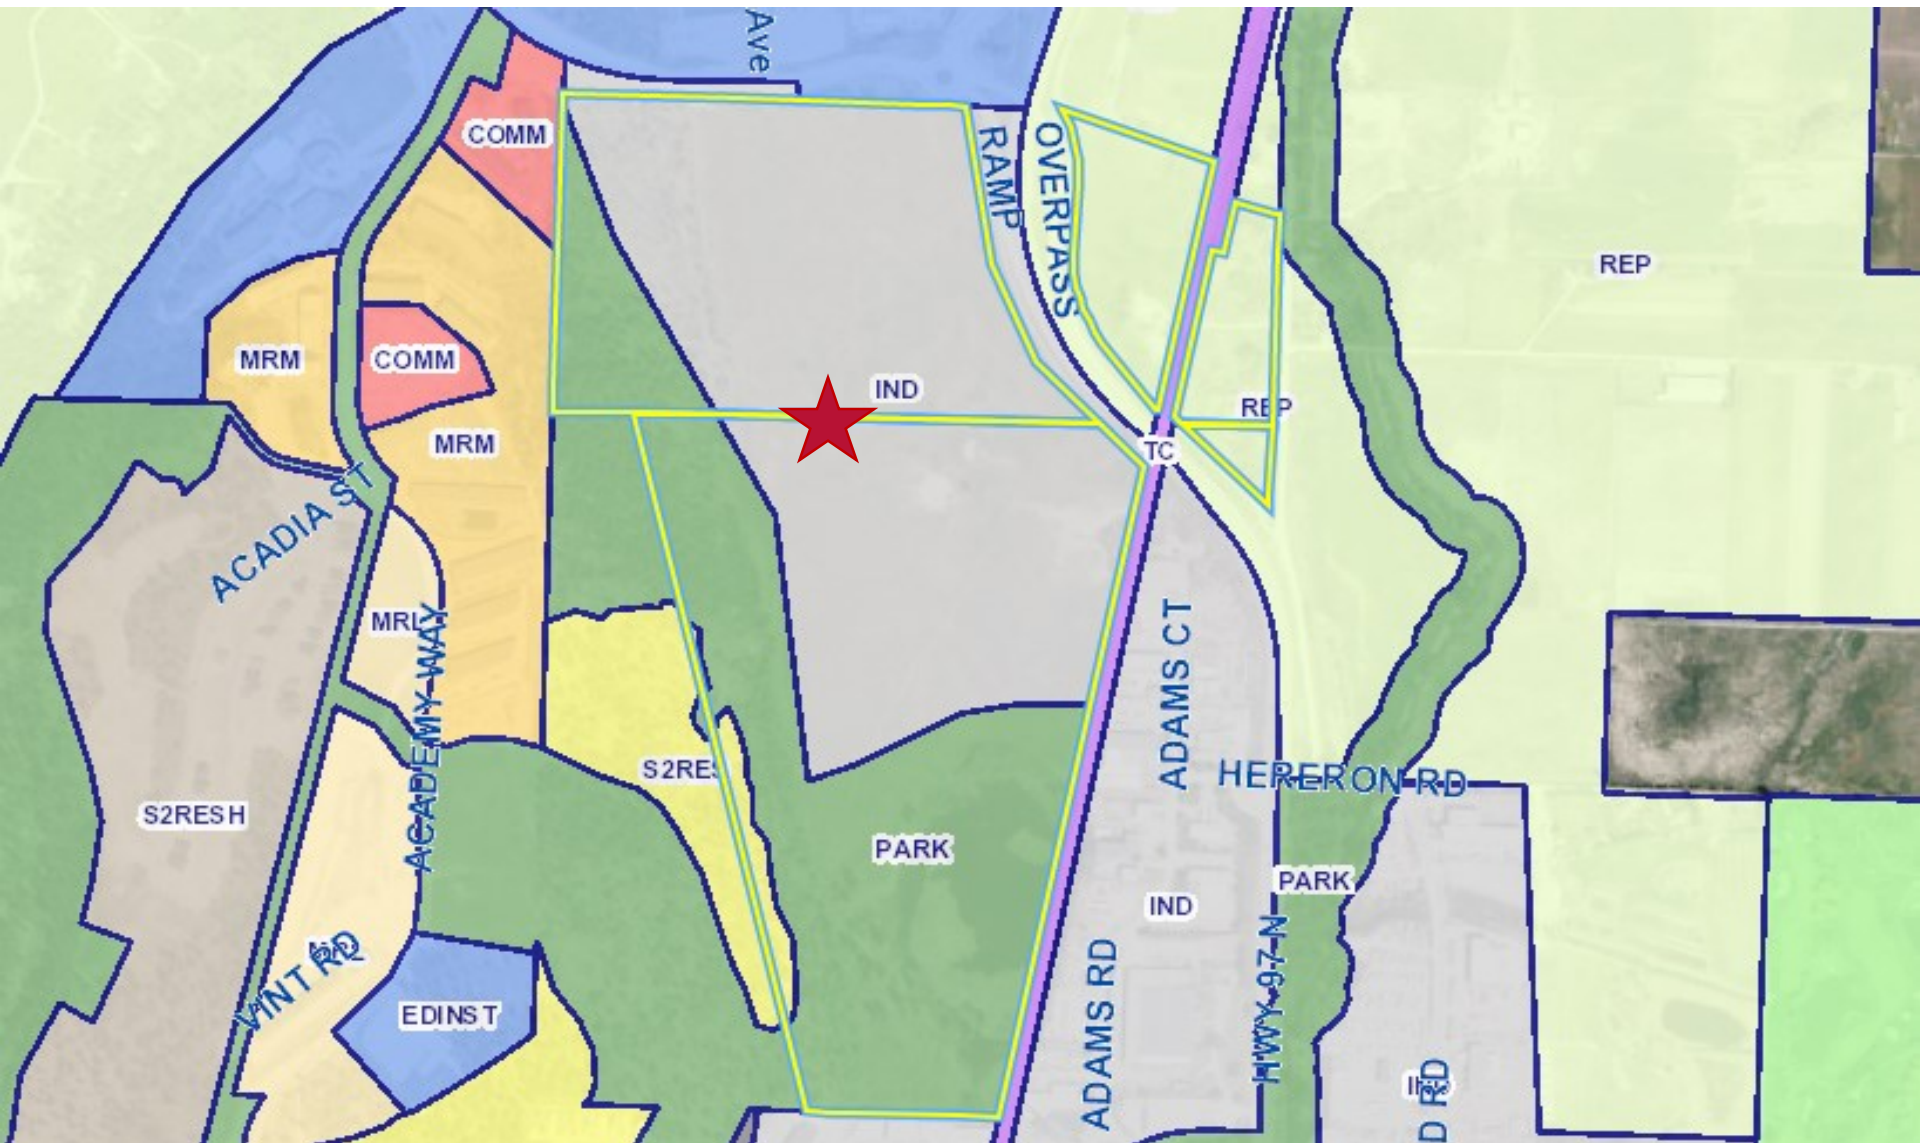 Ave
COMM
RAMP
OVERPASS
REP
MRM
COMM
IND
REP
MRM
TC
ACADIA ST
MRL
ACADEMY WAY
ADAMS CT
S2RES
HERERON RD
S2RESH
PARK
PARK
IND
VINT RD
EDINST
ADAMS RD
HWY 97 N
RD